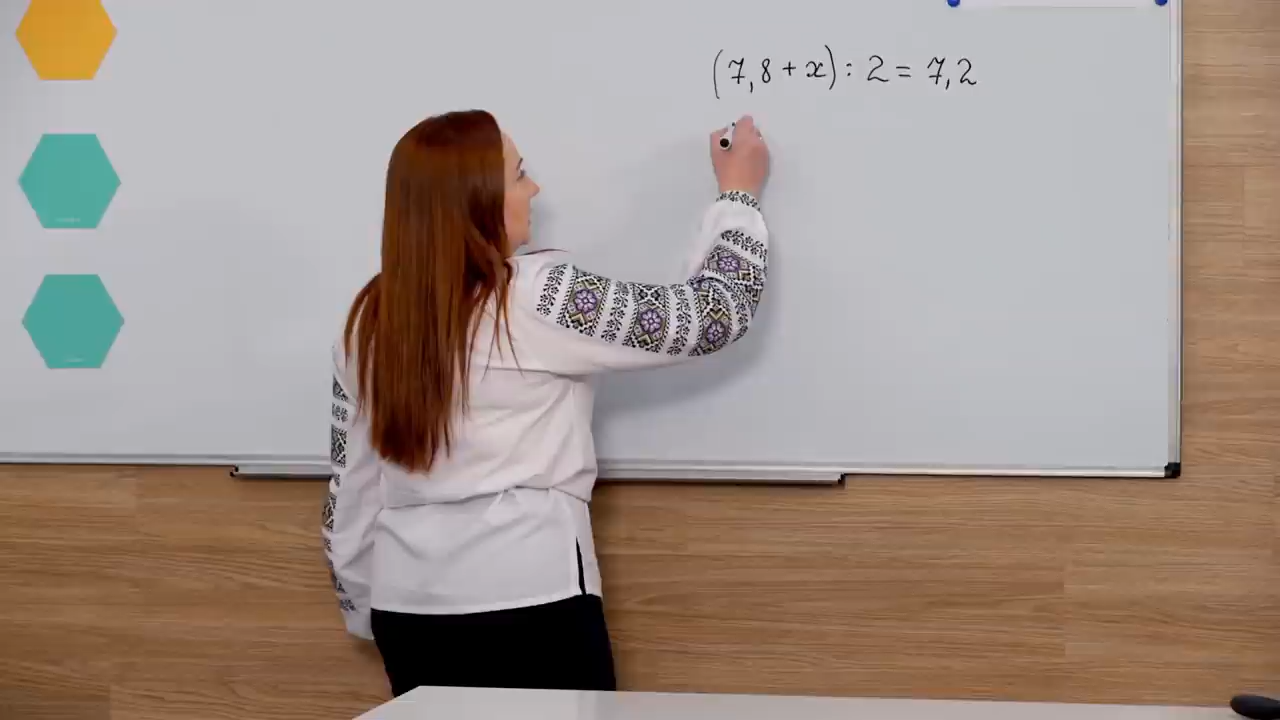 (7,8 + x) : 2 = 7,2